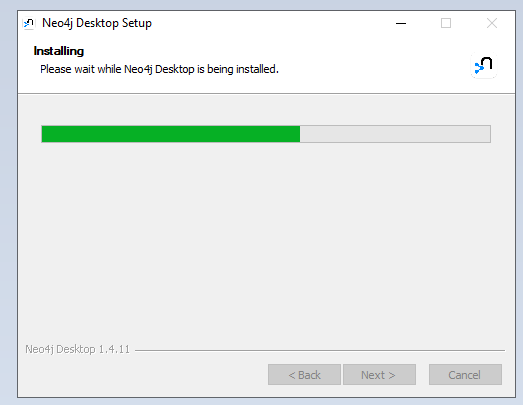 Neo4j Desktop Setup
Installing
Please wait while Neo4j Desktop is being installed.
Neo4j Desktop 1.4.11
< Back
Next >
Cancel